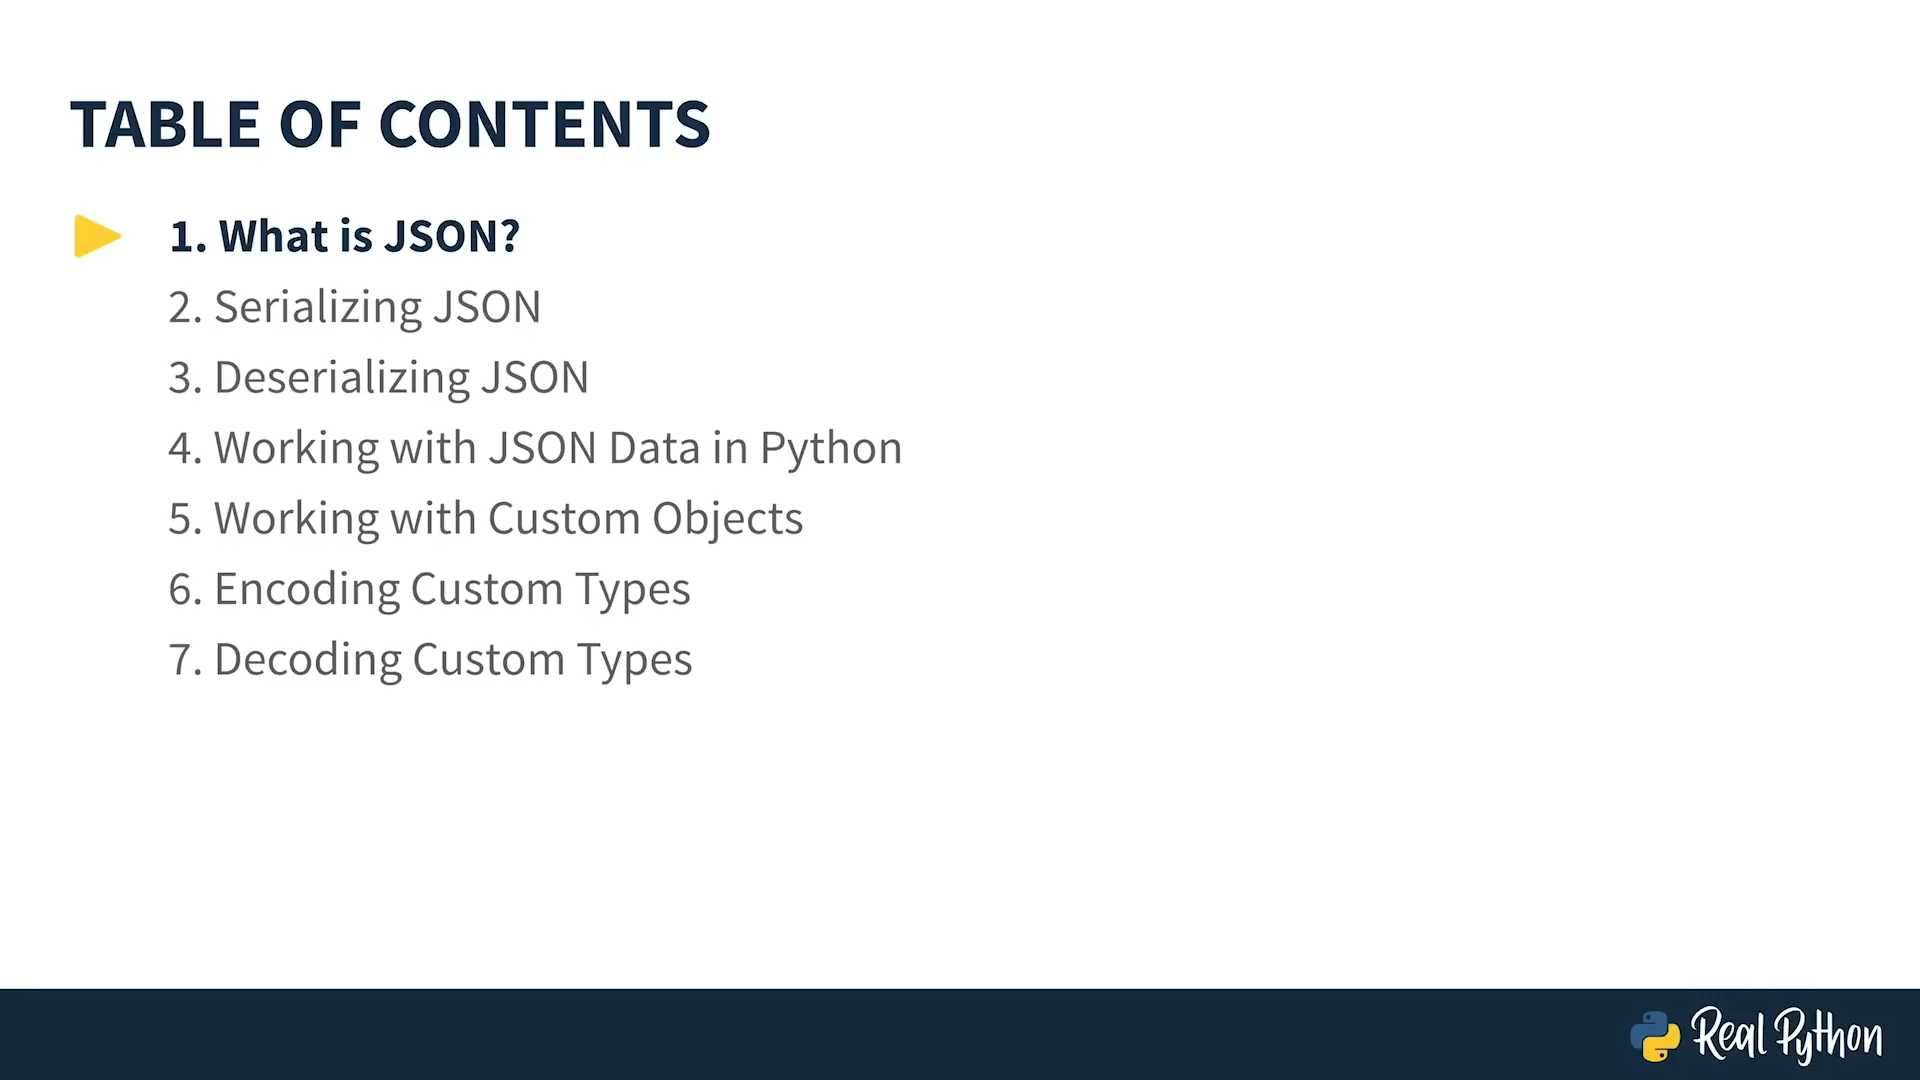 TABLE OF CONTENTS
1. What is JSON?
2. Serializing JSON
3. Deserializing JSON
4. Working with JSON Data in Python
5. Working with Custom Objects
6. Encoding Custom Types
7. Decoding Custom Types
Real Python